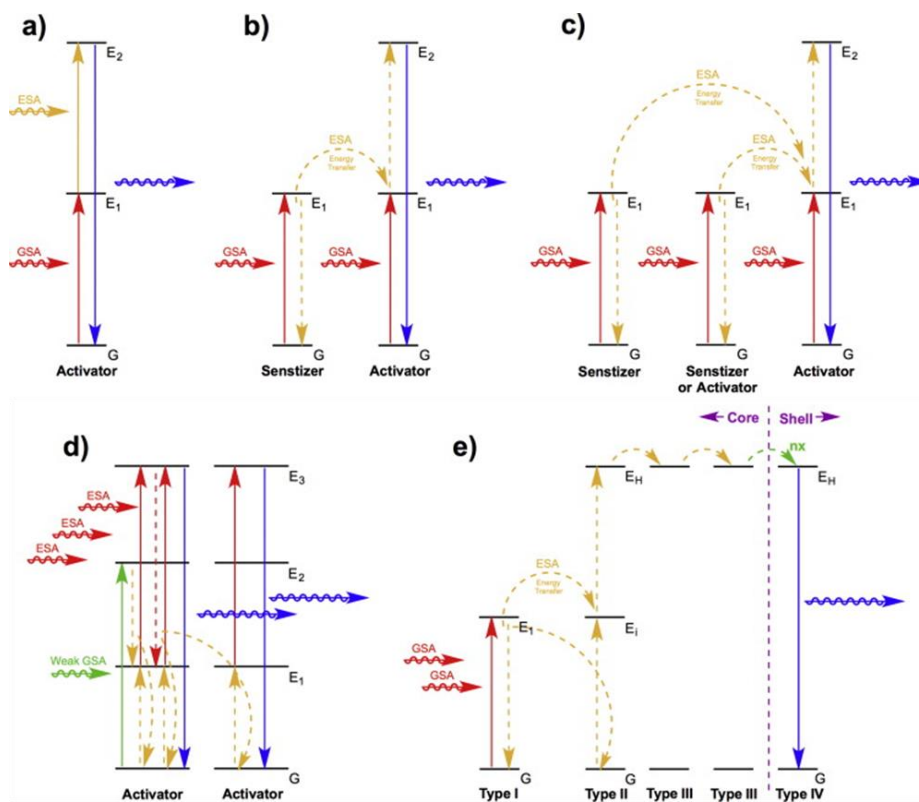 a)
E2
ESA
E1
GSA
G
Activator
b)
E2
ESA
Energy
Transfer
E1
E1
GSA
GSA
G
G
Senstizer
Activator
c)
E2
ESA
Energy
Transfer
ESA
Energy
Transfer
E1
E1
E1
GSA
GSA
GSA
G
G
G
Senstizer
Senstizer
or Activator
Activator
d)
E3
ESA
ESA
ESA
E2
Weak GSA
E1
G
Activator
Activator
e)
Core
Shell
nx
EH
EH
ESA
Energy
Transfer
E1
Ei
GSA
GSA
G
G
G
Type I
Type II
Type III
Type III
Type IV